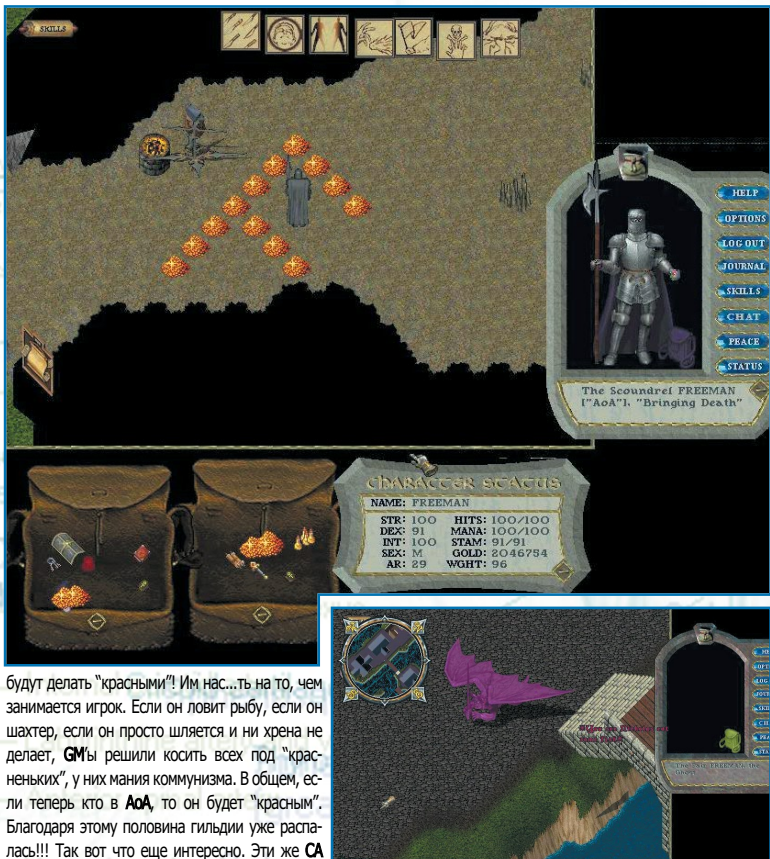 SKILLS
HELP
OPTIONS
LOG OUT
JOURNAL
SKILLS
CHAT
PEACE
STATUS
The Scoundrel FREEMAN
["AoA"], "Bringing Death"
CHARACTER STATUS
NAME: FREEMAN
STR: 100 HITS: 100/100
DEX: 91 MANA: 100/100
INT: 100 STAM: 91/91
SEX: M GOLD: 2046754
AR: 29 WGHT: 96
будут делать "красными"! Им нас...ть на то, чем
занимается игрок. Если он ловит рыбу, если он
шахтер, если он просто шляется и ни хрена не
делает, GM'ы решили косить всех под "крас-
неньких", у них мания коммунизма. В общем, ес-
ли теперь кто в AoA, то он будет "красным".
Благодаря этому половина гильдии уже распа-
лась!!! Так вот что еще интересно. Эти же CA
FREEMAN